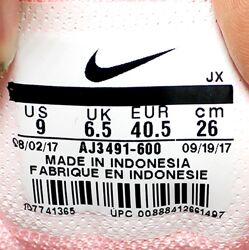 JX
US UK EUR cm
9 6.5 40.5 26
08/02/17 AJ3491-600 09/19/17
MADE IN INDONESIA
FABRIQUE EN INDONESIE
UPC 00888412661497